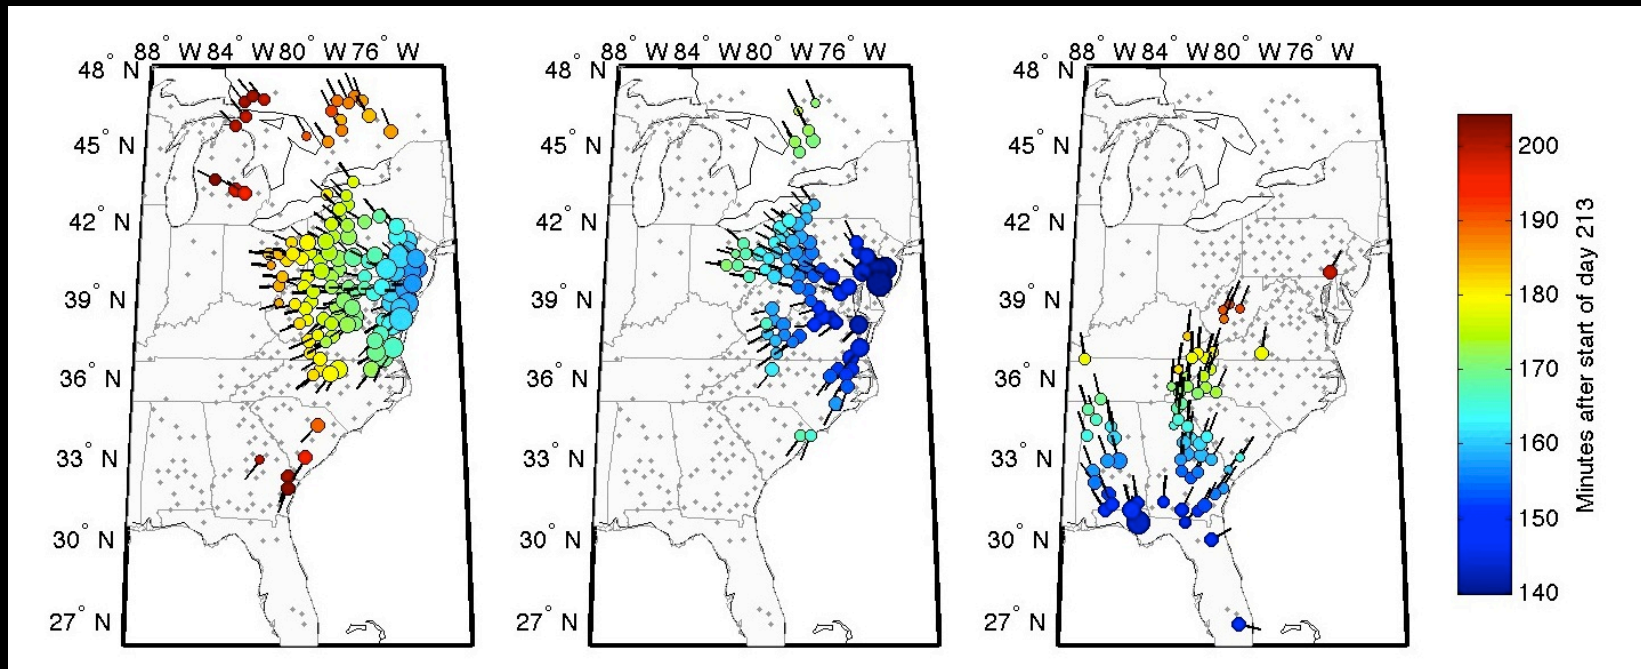 88° W 84° W 80° W 76° W
48° N
45° N
42° N
39° N
36° N
33° N
30° N
27° N
88° W 84° W 80° W 76° W
48° N
45° N
42° N
39° N
36° N
33° N
30° N
27° N
88° W 84° W 80° W 76° W
48° N
45° N
42° N
39° N
36° N
33° N
30° N
27° N
200
190
180
170
160
150
140
Minutes after start of day 213